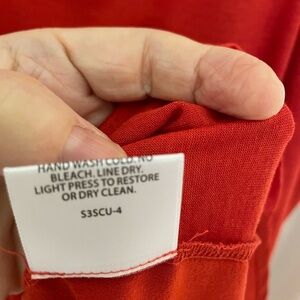 HAND WASH COLD. NO
BLEACH. LINE DRY.
LIGHT PRESS TO RESTORE
OR DRY CLEAN.
S3SCU-4